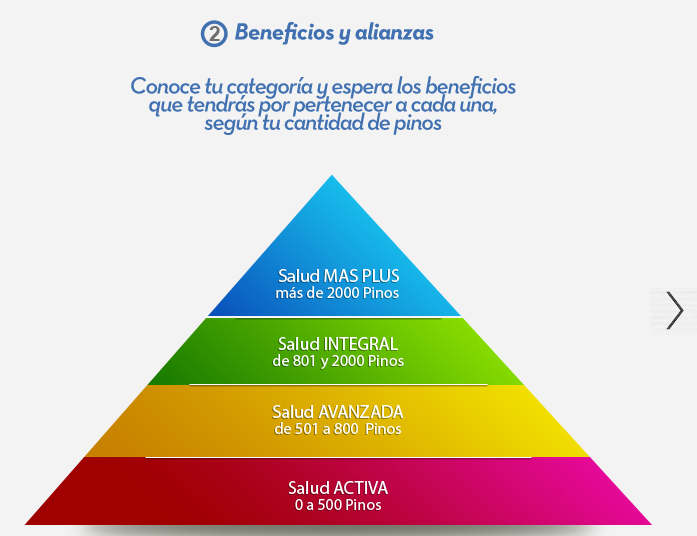 2 Beneficios y alianzas
Conoce tu categoría y espera los beneficios
que tendrás por pertenecer a cada una,
según tu cantidad de pinos
Salud MAS PLUS
más de 2000 Pinos
Salud INTEGRAL
de 801 y 2000 Pinos
Salud AVANZADA
de 501 a 800 Pinos
Salud ACTIVA
0 a 500 Pinos